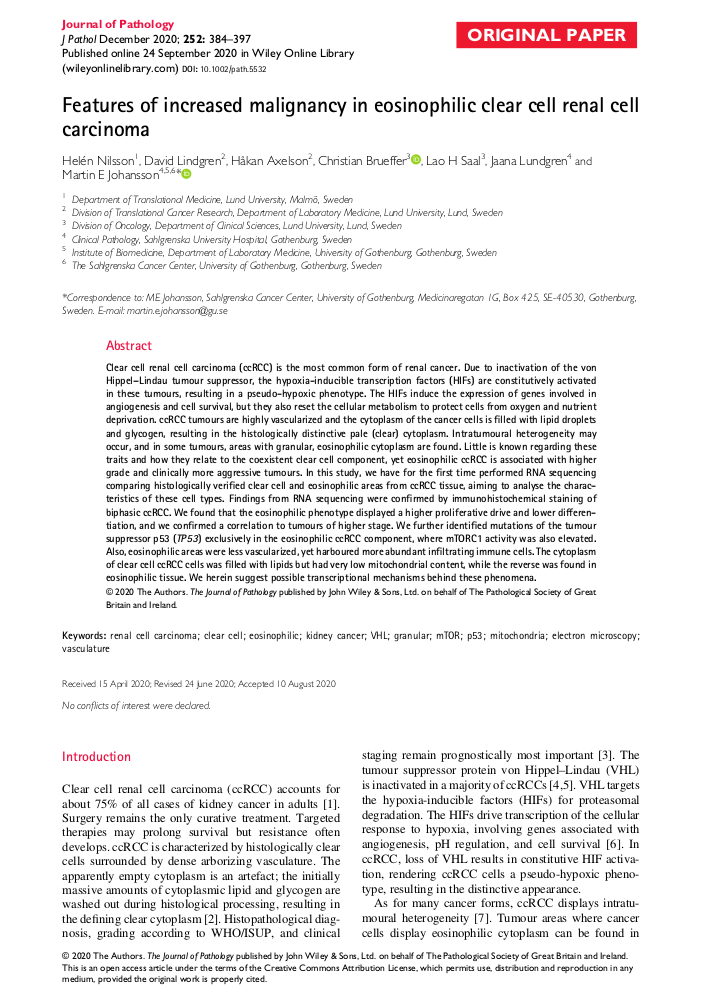 Journal of Pathology
J Pathol December 2020; 252: 384–397
Published online 24 September 2020 in Wiley Online Library
(wileyonlinelibrary.com) DOI: 10.1002/path.5532
ORIGINAL PAPER
Features of increased malignancy in eosinophilic clear cell renal cell
carcinoma
Helén Nilsson1, David Lindgren2, Håkan Axelson2, Christian Brueffer3, Lao H Saal3, Jaana Lundgren4 and
Martin E Johansson4,5,6*
1 Department of Translational Medicine, Lund University, Malmö, Sweden
2 Division of Translational Cancer Research, Department of Laboratory Medicine, Lund University, Lund, Sweden
3 Division of Oncology, Department of Clinical Sciences, Lund University, Lund, Sweden
4 Clinical Pathology, Sahlgrenska University Hospital, Gothenburg, Sweden
5 Institute of Biomedicine, Department of Laboratory Medicine, University of Gothenburg, Gothenburg, Sweden
6 The Sahlgrenska Cancer Center, University of Gothenburg, Gothenburg, Sweden
*Correspondence to: ME Johansson, Sahlgrenska Cancer Center, University of Gothenburg, Medicinaregatan 1G, Box 425, SE-40530, Gothenburg,
Sweden. E-mail: martin.e.johansson@gu.se
Abstract
Clear cell renal cell carcinoma (ccRCC) is the most common form of renal cancer. Due to inactivation of the von
Hippel–Lindau tumour suppressor, the hypoxia-inducible transcription factors (HIFs) are constitutively activated
in these tumours, resulting in a pseudo-hypoxic phenotype. The HIFs induce the expression of genes involved in
angiogenesis and cell survival, but they also reset the cellular metabolism to protect cells from oxygen and nutrient
deprivation. ccRCC tumours are highly vascularized and the cytoplasm of the cancer cells is filled with lipid droplets
and glycogen, resulting in the histologically distinctive pale (clear) cytoplasm. Intratumoural heterogeneity may
occur, and in some tumours, areas with granular, eosinophilic cytoplasm are found. Little is known regarding these
traits and how they relate to the coexistent clear cell component, yet eosinophilic ccRCC is associated with higher
grade and clinically more aggressive tumours. In this study, we have for the first time performed RNA sequencing
comparing histologically verified clear cell and eosinophilic areas from ccRCC tissue, aiming to analyse the charac-
teristics of these cell types. Findings from RNA sequencing were confirmed by immunohistochemical staining of
biphasic ccRCC. We found that the eosinophilic phenotype displayed a higher proliferative drive and lower differen-
tiation, and we confirmed a correlation to tumours of higher stage. We further identified mutations of the tumour
suppressor p53 (TP53) exclusively in the eosinophilic ccRCC component, where mTORC1 activity was also elevated.
Also, eosinophilic areas were less vascularized, yet harboured more abundant infiltrating immune cells. The cytoplasm
of clear cell ccRCC cells was filled with lipids but had very low mitochondrial content, while the reverse was found in
eosinophilic tissue. We herein suggest possible transcriptional mechanisms behind these phenomena.
© 2020 The Authors. The Journal of Pathology published by John Wiley & Sons, Ltd. on behalf of The Pathological Society of Great
Britain and Ireland.
Keywords: renal cell carcinoma; clear cell; eosinophilic; kidney cancer; VHL; granular; mTOR; p53; mitochondria; electron microscopy;
vasculature
Received 15 April 2020; Revised 24 June 2020; Accepted 10 August 2020
No conflicts of interest were declared.
Introduction
Clear cell renal cell carcinoma (ccRCC) accounts for
about 75% of all cases of kidney cancer in adults [1].
Surgery remains the only curative treatment. Targeted
therapies may prolong survival but resistance often
develops. ccRCC is characterized by histologically clear
cells surrounded by dense arborizing vasculature. The
apparently empty cytoplasm is an artefact; the initially
massive amounts of cytoplasmic lipid and glycogen are
washed out during histological processing, resulting in
the defining clear cytoplasm [2]. Histopathological diag-
nosis, grading according to WHO/ISUP, and clinical
staging remain prognostically most important [3]. The
tumour suppressor protein von Hippel–Lindau (VHL)
is inactivated in a majority of ccRCCs [4,5]. VHL targets
the hypoxia-inducible factors (HIFs) for proteasomal
degradation. The HIFs drive transcription of the cellular
response to hypoxia, involving genes associated with
angiogenesis, pH regulation, and cell survival [6]. In
ccRCC, loss of VHL results in constitutive HIF activa-
tion, rendering ccRCC cells a pseudo-hypoxic pheno-
type, resulting in the distinctive appearance.
As for many cancer forms, ccRCC displays intratu-
moural heterogeneity [7]. Tumour areas where cancer
cells display eosinophilic cytoplasm can be found in
© 2020 The Authors. The Journal of Pathology published by John Wiley & Sons, Ltd. on behalf of The Pathological Society of Great Britain and Ireland.
This is an open access article under the terms of the Creative Commons Attribution License, which permits use, distribution and reproduction in any
medium, provided the original work is properly cited.